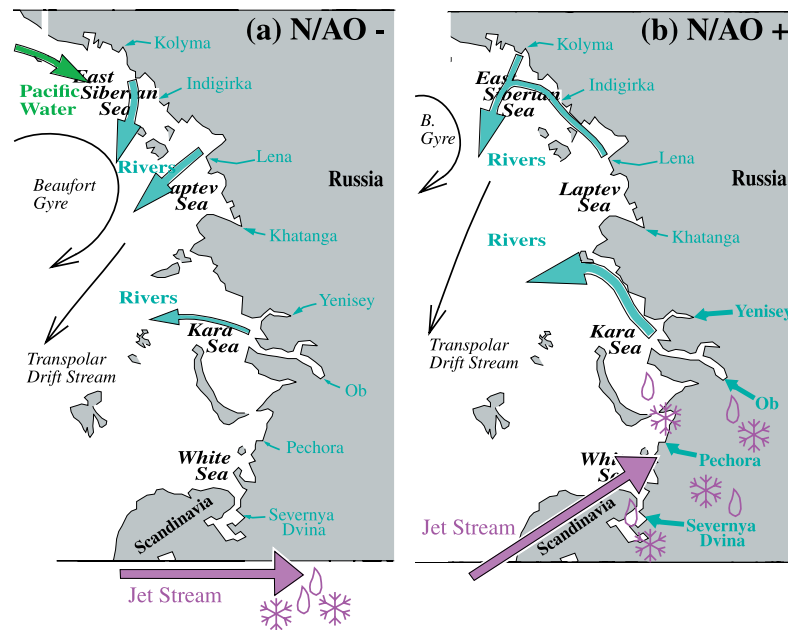 (a) N/AO -
Kolyma
East
Siberian
Sea
Indigirka
Pacific
Water
Rivers
Lena
Beaufort
Gyre
Laptev
Sea
Russia
Khatanga
Rivers
Yenisey
Kara
Sea
Transpolar
Drift Stream
Ob
White
Sea
Pechora
Scandinavia
Severnya
Dvina
Jet Stream
(b) N/AO +
Kolyma
East
Siberian
Sea
Indigirka
B.
Gyre
Rivers
Lena
Laptev
Sea
Russia
Rivers
Khatanga
Yenisey
Kara
Sea
Transpolar
Drift Stream
Ob
White
Sea
Pechora
Jet Stream
Scandinavia
Severnya
Dvina